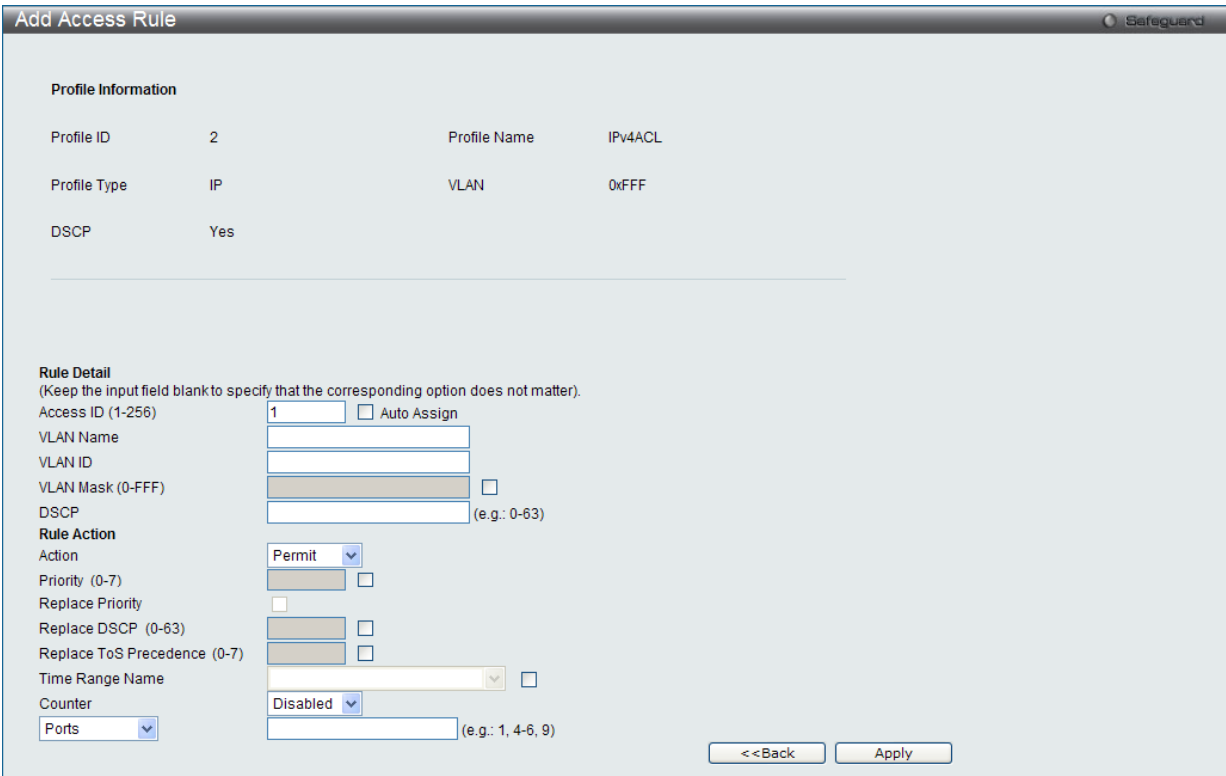 Add Access Rule Safeguard
Profile Information
Profile ID 2 Profile Name IPv4ACL
Profile Type IP VLAN 0xFFF
DSCP Yes
Rule Detail
(Keep the input field blank to specify that the corresponding option does not matter).
Access ID (1-256) 1 Auto Assign
VLAN Name
VLAN ID
VLAN Mask (0-FFF)
DSCP (e.g.: 0-63)
Rule Action
Action Permit
Priority (0-7)
Replace Priority
Replace DSCP (0-63)
Replace ToS Precedence (0-7)
Time Range Name
Counter Disabled
Ports (e.g.: 1, 4-6, 9)
<<Back Apply